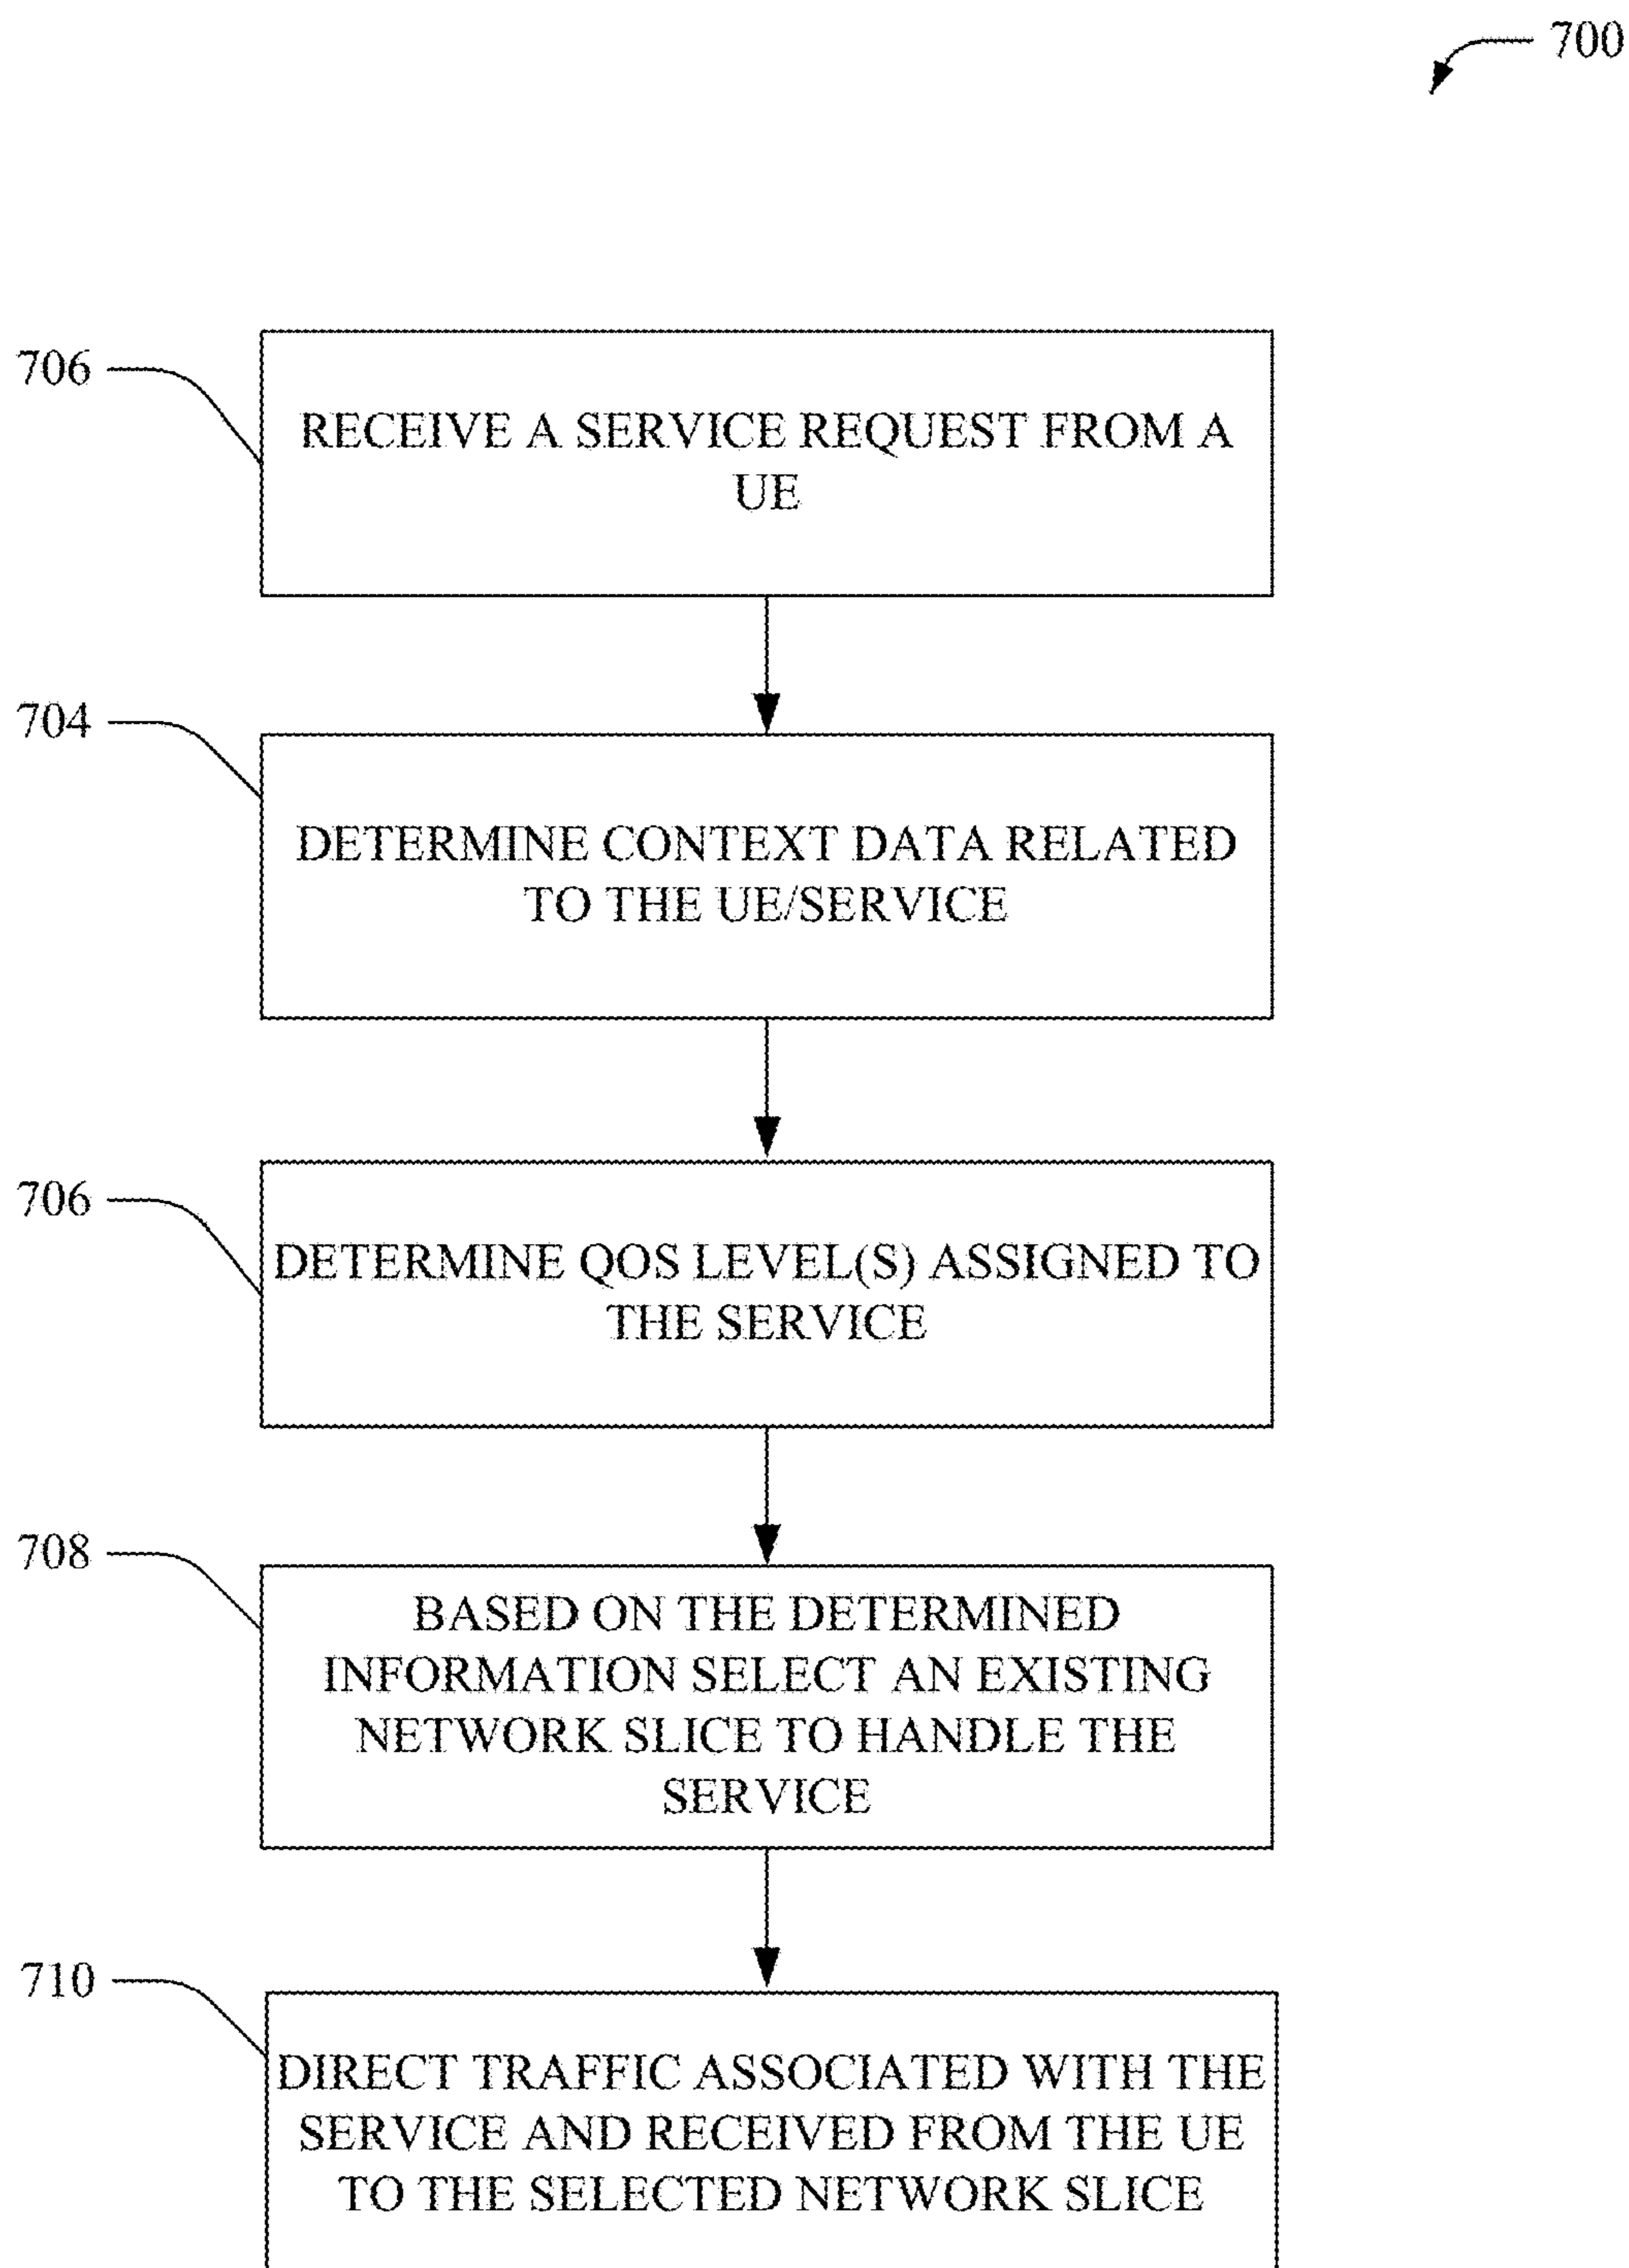 700
706
RECEIVE A SERVICE REQUEST FROM A
UE
704
DETERMINE CONTEXT DATA RELATED
TO THE UE/SERVICE
706
DETERMINE QOS LEVEL(S) ASSIGNED TO
THE SERVICE
708
BASED ON THE DETERMINED
INFORMATION SELECT AN EXISTING
NETWORK SLICE TO HANDLE THE
SERVICE
710
DIRECT TRAFFIC ASSOCIATED WITH THE
SERVICE AND RECEIVED FROM THE UE
TO THE SELECTED NETWORK SLICE